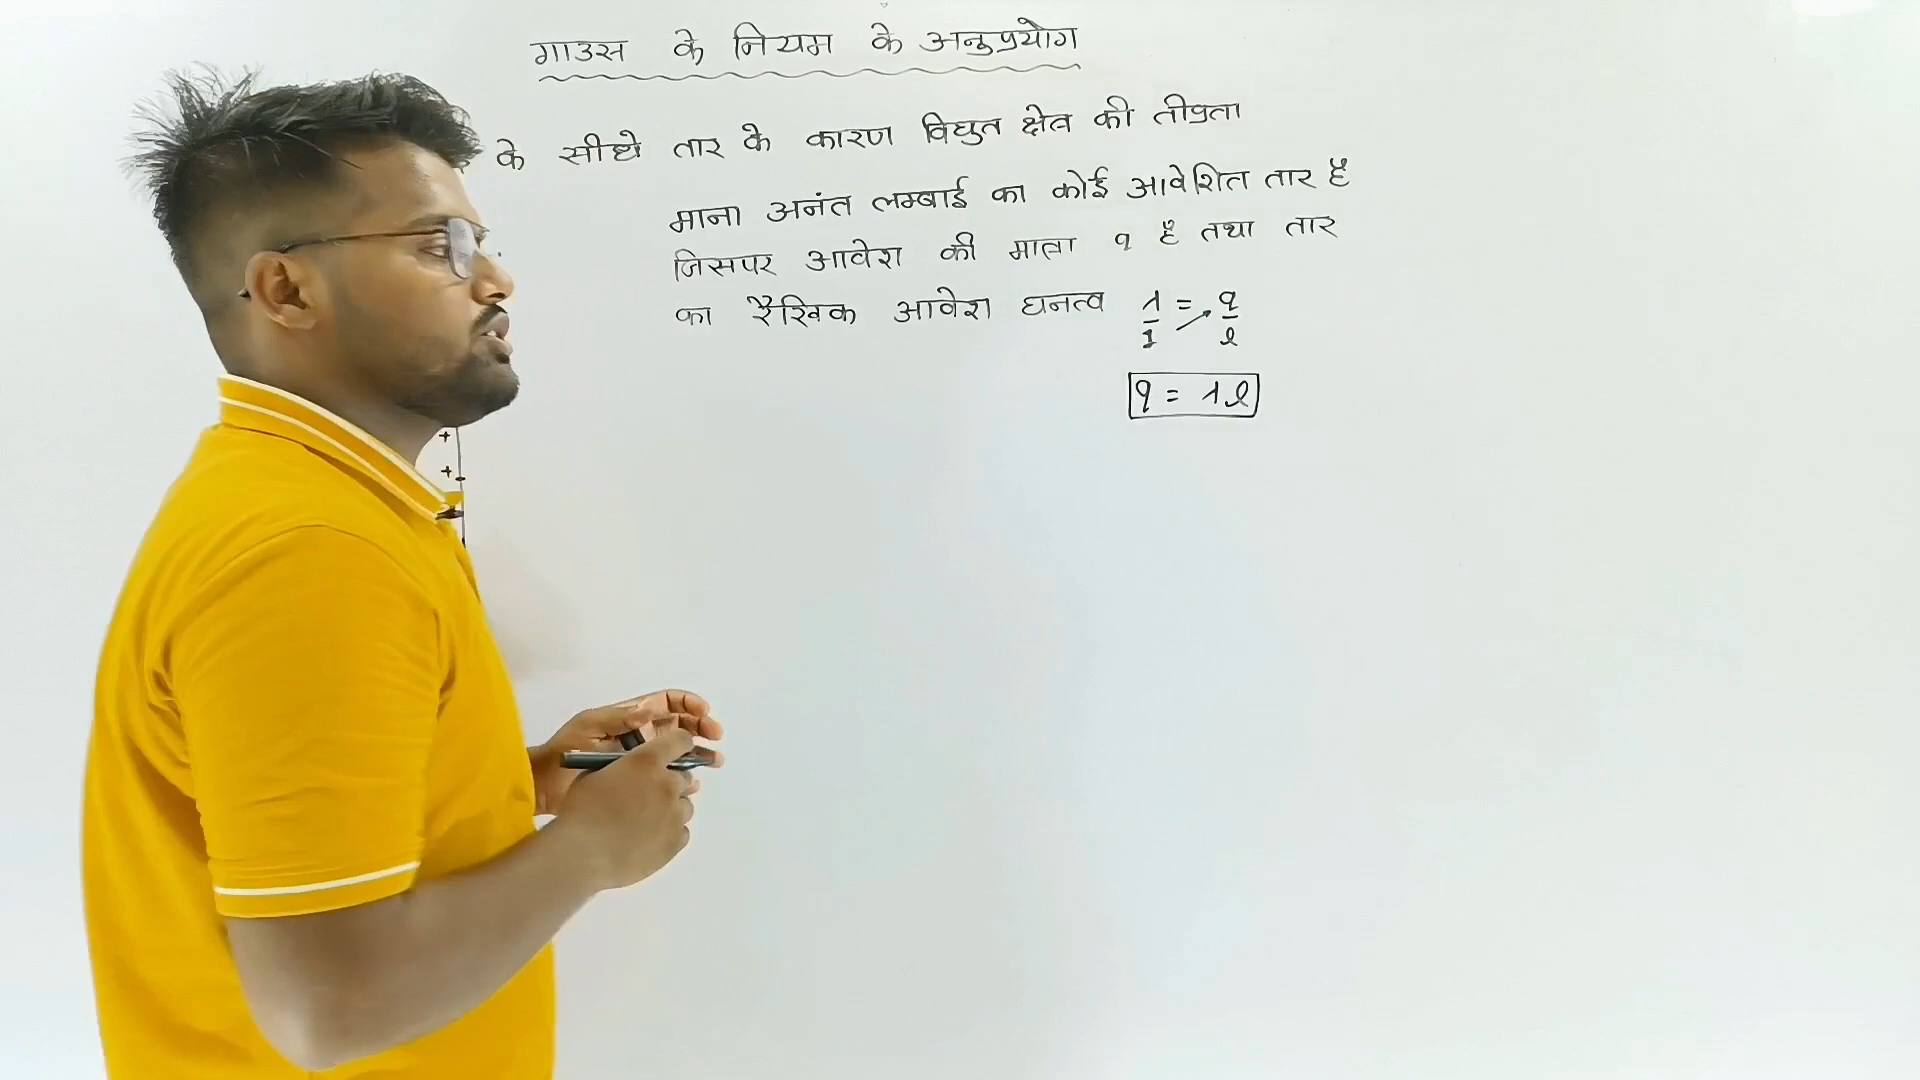 गाउस के नियम के अनुप्रयोग
के सीधे तार के कारण विद्युत क्षेत्र की तीव्रता
माना अनंत लम्बाई का कोई आवेशित तार है
जिसपर आवेश की मात्रा q है तथा तार
का रैखिक आवेश घनत्व λ/1 = q/l
q = λl
+
+